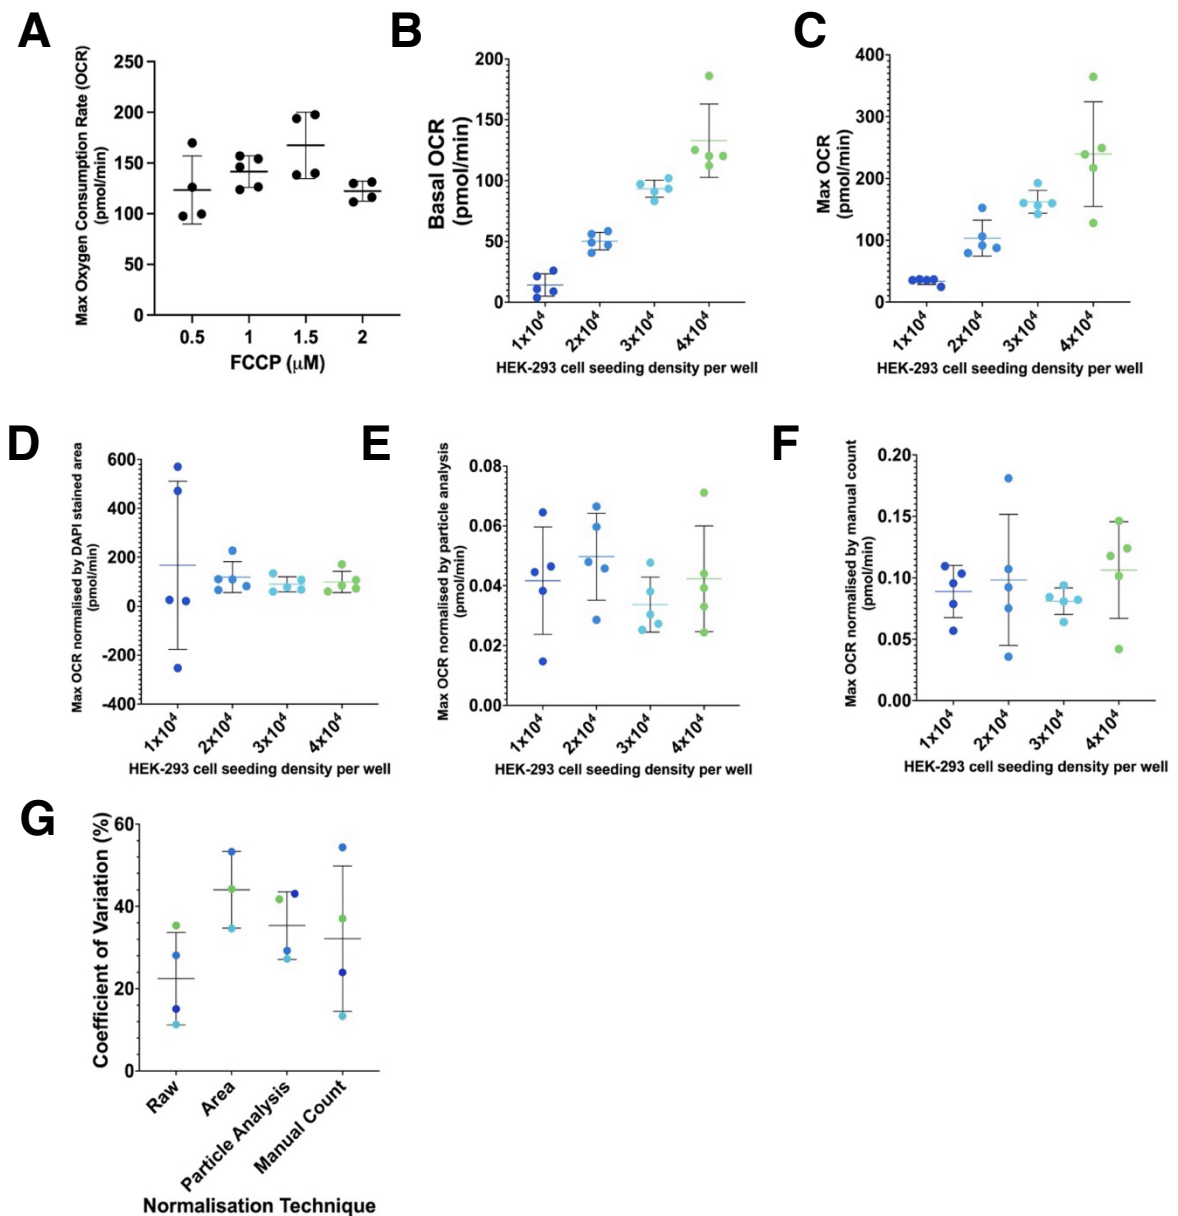 A
Max Oxygen Consumption Rate (OCR)
(pmol/min)
250
200
150
100
50
0
0.5 1 1.5 2
FCCP (μM)
B
Basal OCR
(pmol/min)
200
150
100
50
0
1x10⁴ 2x10⁴ 3x10⁴ 4x10⁴
HEK-293 cell seeding density per well
C
Max OCR
(pmol/min)
400
300
200
100
0
1x10⁴ 2x10⁴ 3x10⁴ 4x10⁴
HEK-293 cell seeding density per well
D
Max OCR normalised by DAPI stained area
(pmol/min)
600
400
200
0
-200
-400
1x10⁴ 2x10⁴ 3x10⁴ 4x10⁴
HEK-293 cell seeding density per well
E
Max OCR normalised by particle analysis
(pmol/min)
0.08
0.06
0.04
0.02
0.00
1x10⁴ 2x10⁴ 3x10⁴ 4x10⁴
HEK-293 cell seeding density per well
F
Max OCR normalised by manual count
(pmol/min)
0.20
0.15
0.10
0.05
0.00
1x10⁴ 2x10⁴ 3x10⁴ 4x10⁴
HEK-293 cell seeding density per well
G
Coefficient of Variation (%)
60
40
20
0
Raw
Area
Particle Analysis
Manual Count
Normalisation Technique